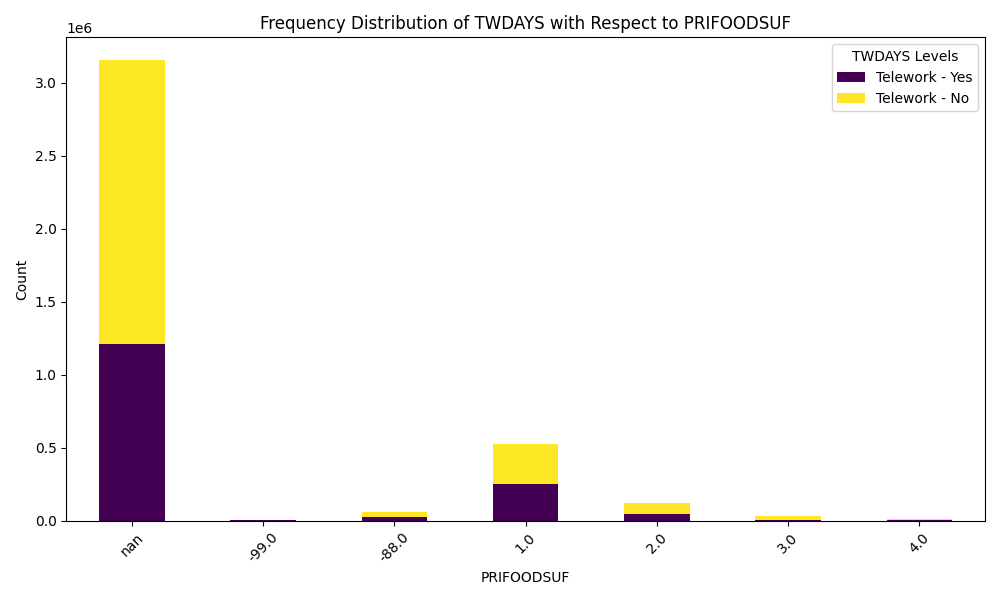 Frequency Distribution of TWDAYS with Respect to PRIFOODSUF
1e6
TWDAYS Levels
Telework - Yes
Telework - No
3.0
2.5
2.0
1.5
1.0
0.5
0.0
Count
nan
-99.0
-88.0
1.0
2.0
3.0
4.0
PRIFOODSUF